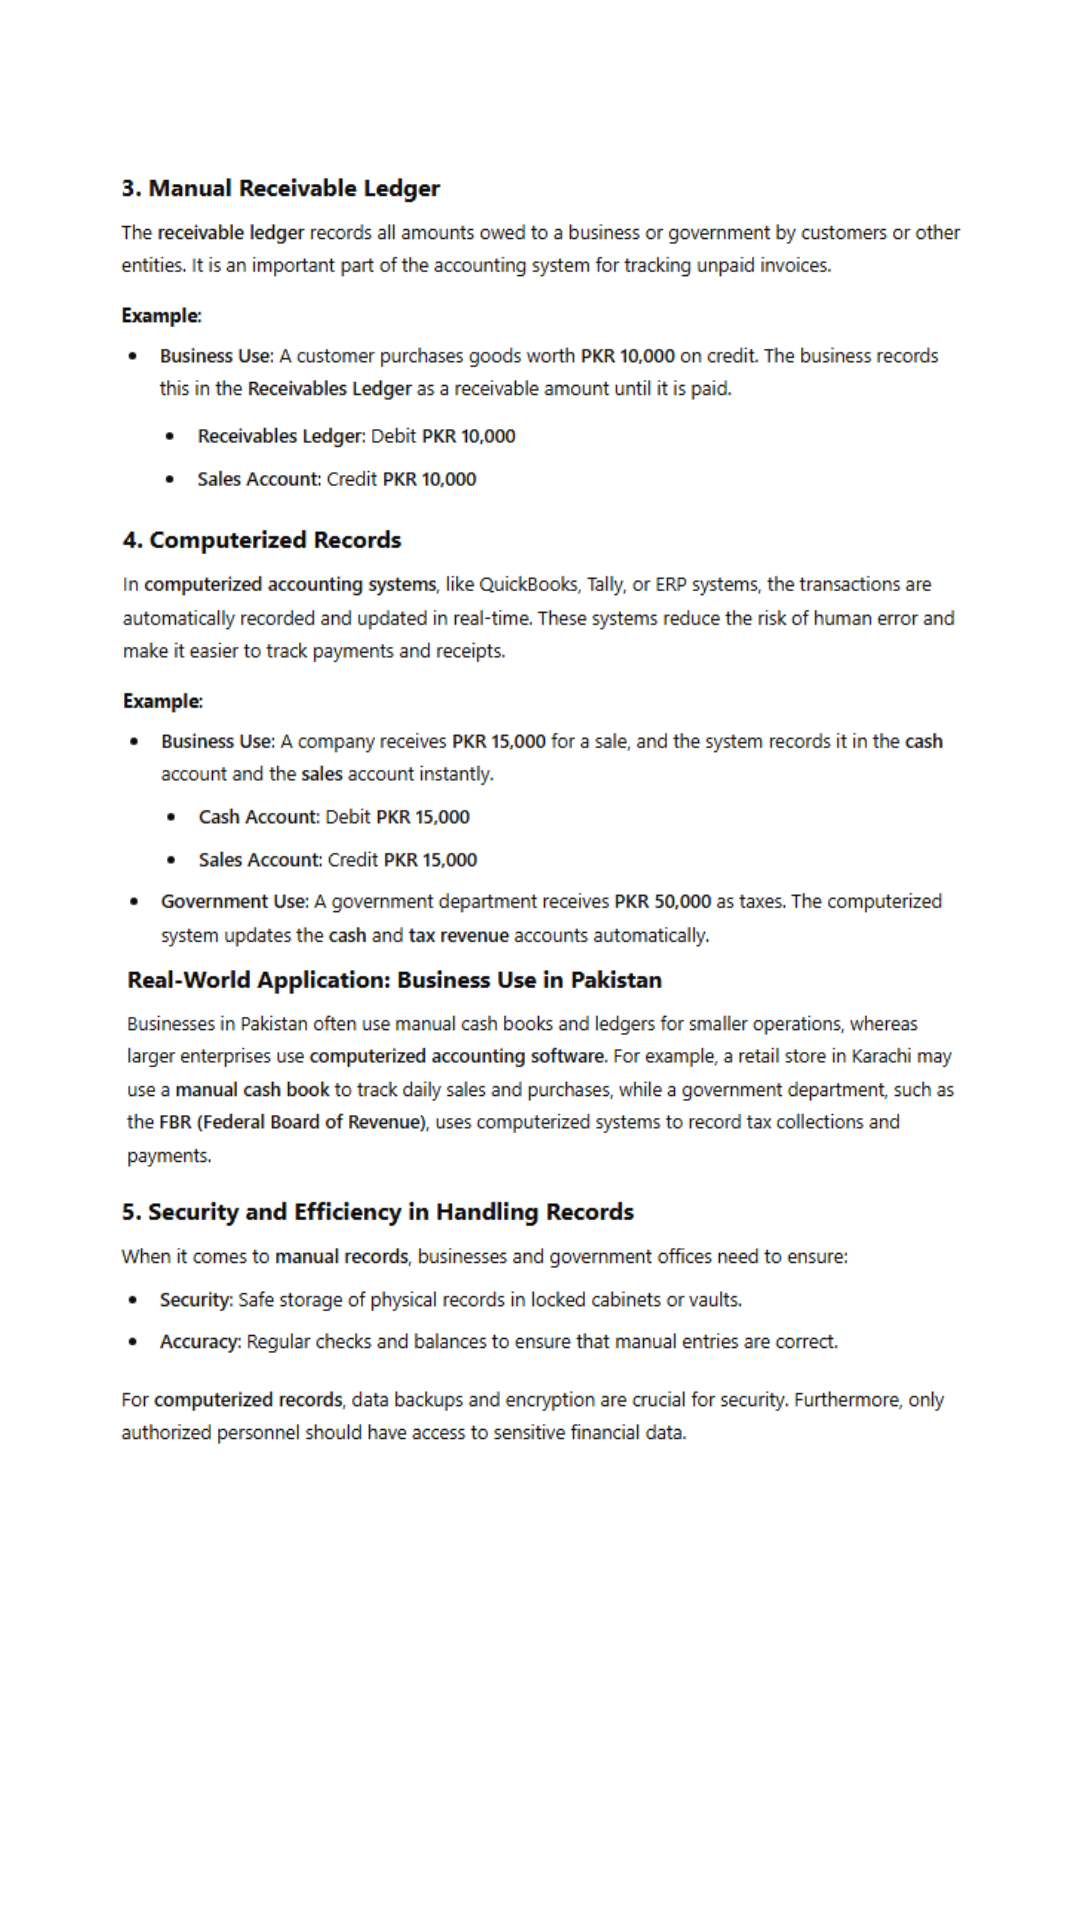 3. Manual Receivable Ledger
The receivable ledger records all amounts owed to a business or government by customers or other
entities. It is an important part of the accounting system for tracking unpaid invoices.
Example:
• Business Use: A customer purchases goods worth PKR 10,000 on credit. The business records
this in the Receivables Ledger as a receivable amount until it is paid.
• Receivables Ledger: Debit PKR 10,000
• Sales Account: Credit PKR 10,000
4. Computerized Records
In computerized accounting systems, like QuickBooks, Tally, or ERP systems, the transactions are
automatically recorded and updated in real-time. These systems reduce the risk of human error and
make it easier to track payments and receipts.
Example:
• Business Use: A company receives PKR 15,000 for a sale, and the system records it in the cash
account and the sales account instantly.
• Cash Account: Debit PKR 15,000
• Sales Account: Credit PKR 15,000
• Government Use: A government department receives PKR 50,000 as taxes. The computerized
system updates the cash and tax revenue accounts automatically.
Real-World Application: Business Use in Pakistan
Businesses in Pakistan often use manual cash books and ledgers for smaller operations, whereas
larger enterprises use computerized accounting software. For example, a retail store in Karachi may
use a manual cash book to track daily sales and purchases, while a government department, such as
the FBR (Federal Board of Revenue), uses computerized systems to record tax collections and
payments.
5. Security and Efficiency in Handling Records
When it comes to manual records, businesses and government offices need to ensure:
• Security: Safe storage of physical records in locked cabinets or vaults.
• Accuracy: Regular checks and balances to ensure that manual entries are correct.
For computerized records, data backups and encryption are crucial for security. Furthermore, only
authorized personnel should have access to sensitive financial data.